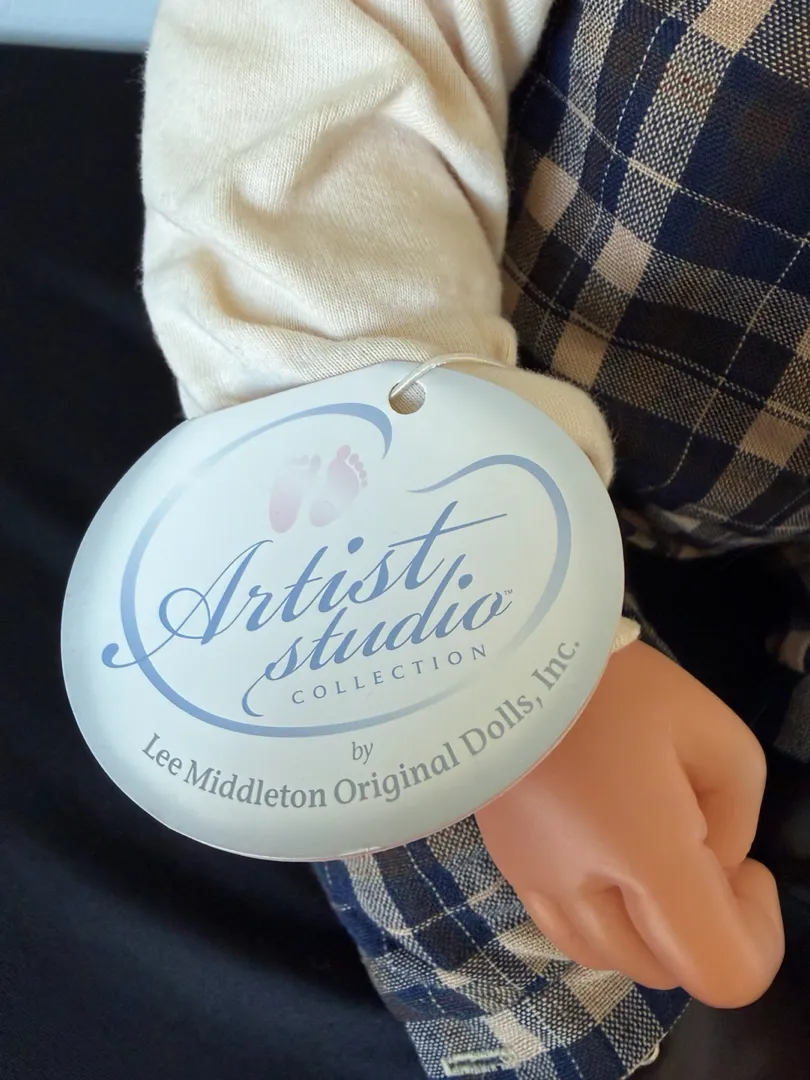 Artist
studio™
COLLECTION
by
Lee Middleton Original Dolls, Inc.